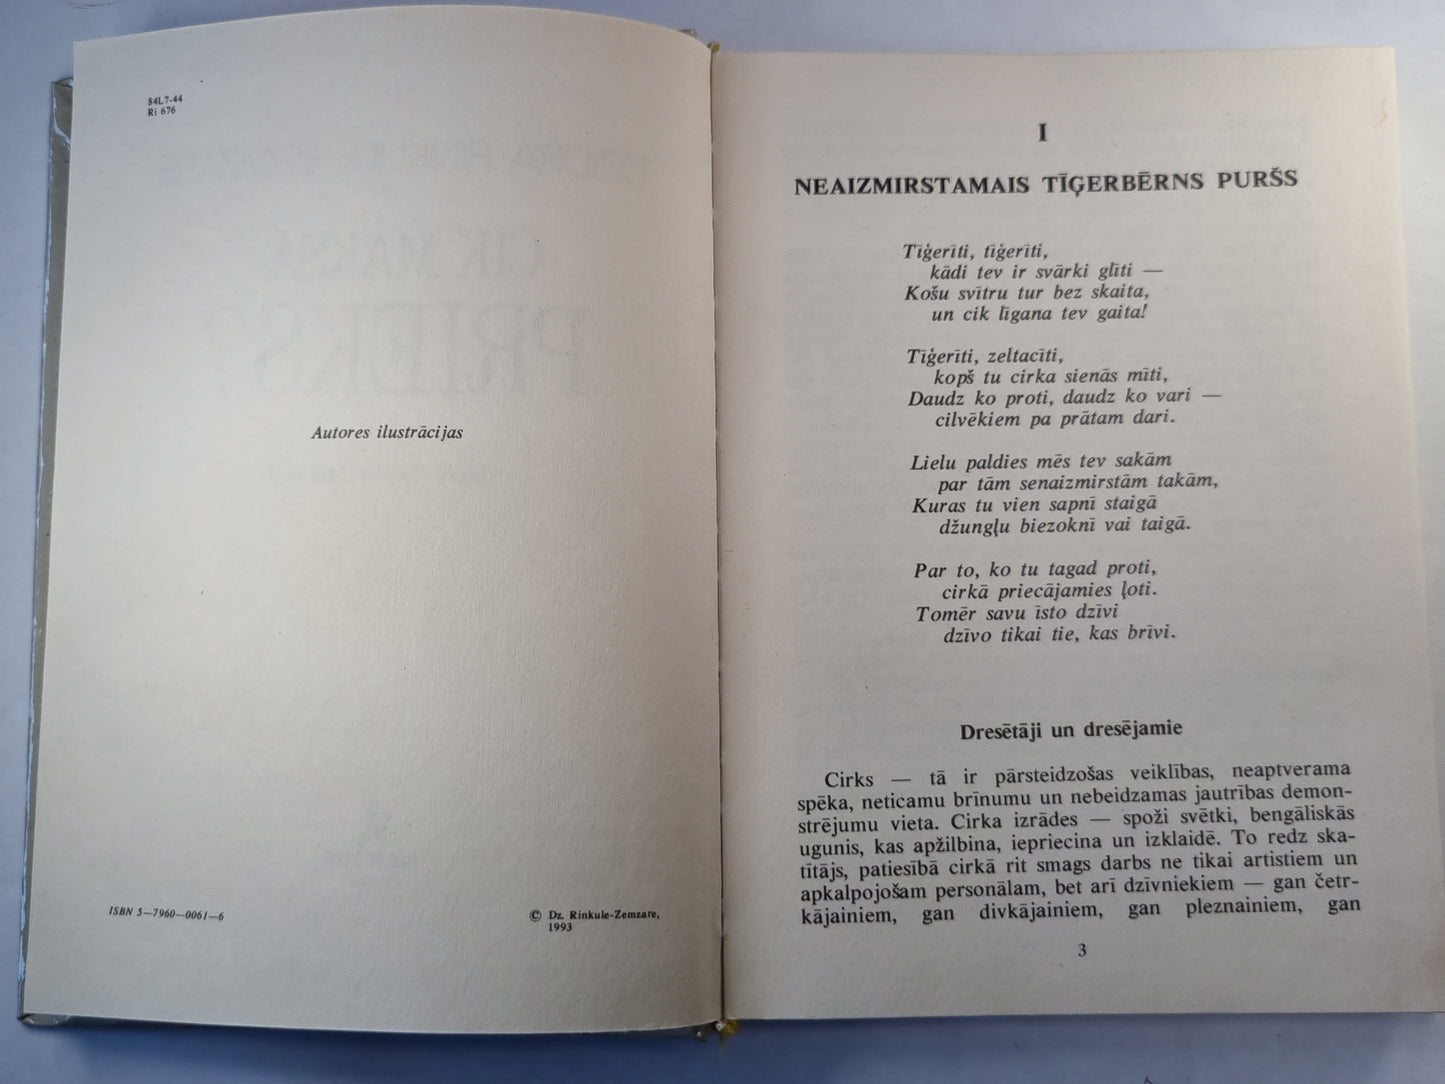 84L7-44
Ri 676
Autores ilustrācijas
ISBN 5—7960—0061—6
© Dz. Rinkule-Zemzare,
1993
I
NEAIZMIRSTAMAIS TĪĢERBĒRNS PURŠS
Tīģerīti, tīģerīti,
kādi tev ir svārki glīti —
Košu svītru tur bez skaita,
un cik līgana tev gaita!
Tīģerīti, zeltacīti,
kopš tu cirka sienās mīti,
Daudz ko proti, daudz ko vari —
cilvēkiem pa prātam dari.
Lielu paldies mēs tev sakām
par tām senaizmirstām takām,
Kuras tu vien sapnī staigā
džungļu biezoknī vai taigā.
Par to, ko tu tagad proti,
cirkā priecājamies ļoti.
Tomēr savu īsto dzīvi
dzīvo tikai tie, kas brīvi.
Dresētāji un dresējamie
Cirks — tā ir pārsteidzošas veiklības, neaptverama
spēka, neticamu brīnumu un nebeidzamas jautrības demon-
strējumu vieta. Cirka izrādes — spoži svētki, bengāliskās
ugunis, kas apžilbina, iepriecina un izklaidē. To redz ska-
tītājs, patiesībā cirkā rit smags darbs ne tikai artistiem un
apkalpojošam personālam, bet arī dzīvniekiem — gan četr-
kājainiem, gan divkājainiem, gan pleznainiem, gan
3